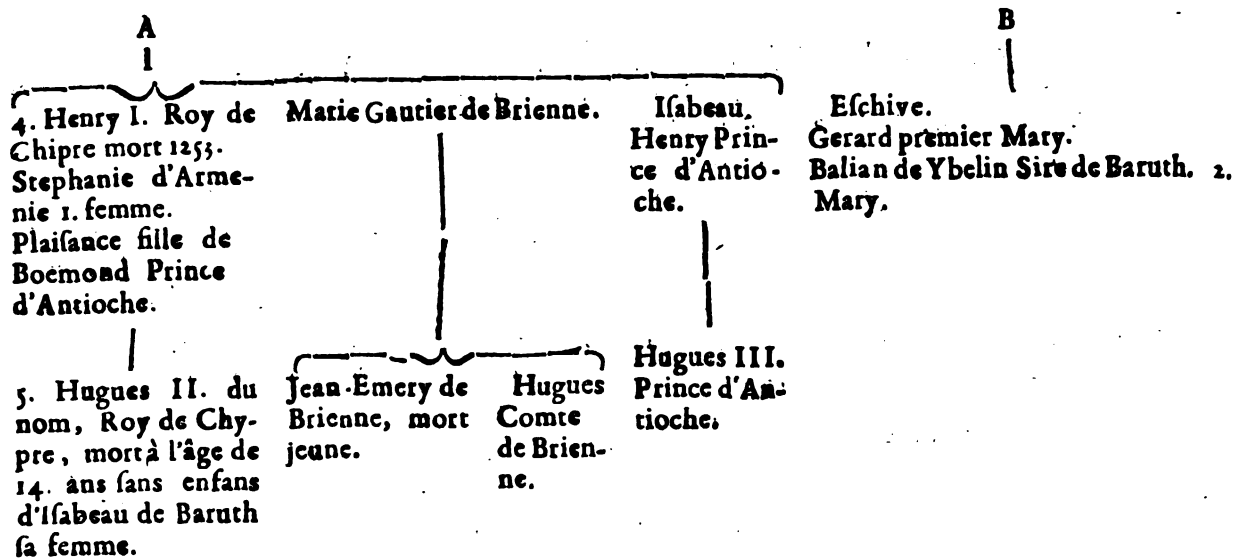 A
B
4. Henry I. Roy de
Chipre mort 1253.
Stephanie d'Arme-
nie 1. femme.
Plaiſance fille de
Boemond Prince
d'Antioche.
Marie Gautier de Brienne.
Iſabeau.
Henry Prin-
ce d'Antio-
che.
Eſchive.
Gerard premier Mary.
Balian de Ybelin Sire de Baruth. 2.
Mary.
5. Hugues II. du
nom, Roy de Chy-
pre, mort à l'âge de
14. ans ſans enfans
d'Iſabeau de Baruth
ſa femme.
Jean-Emery de
Brienne, mort
jeune.
Hugues
Comte
de Brien-
ne.
Hugues III.
Prince d'An-
tioche.